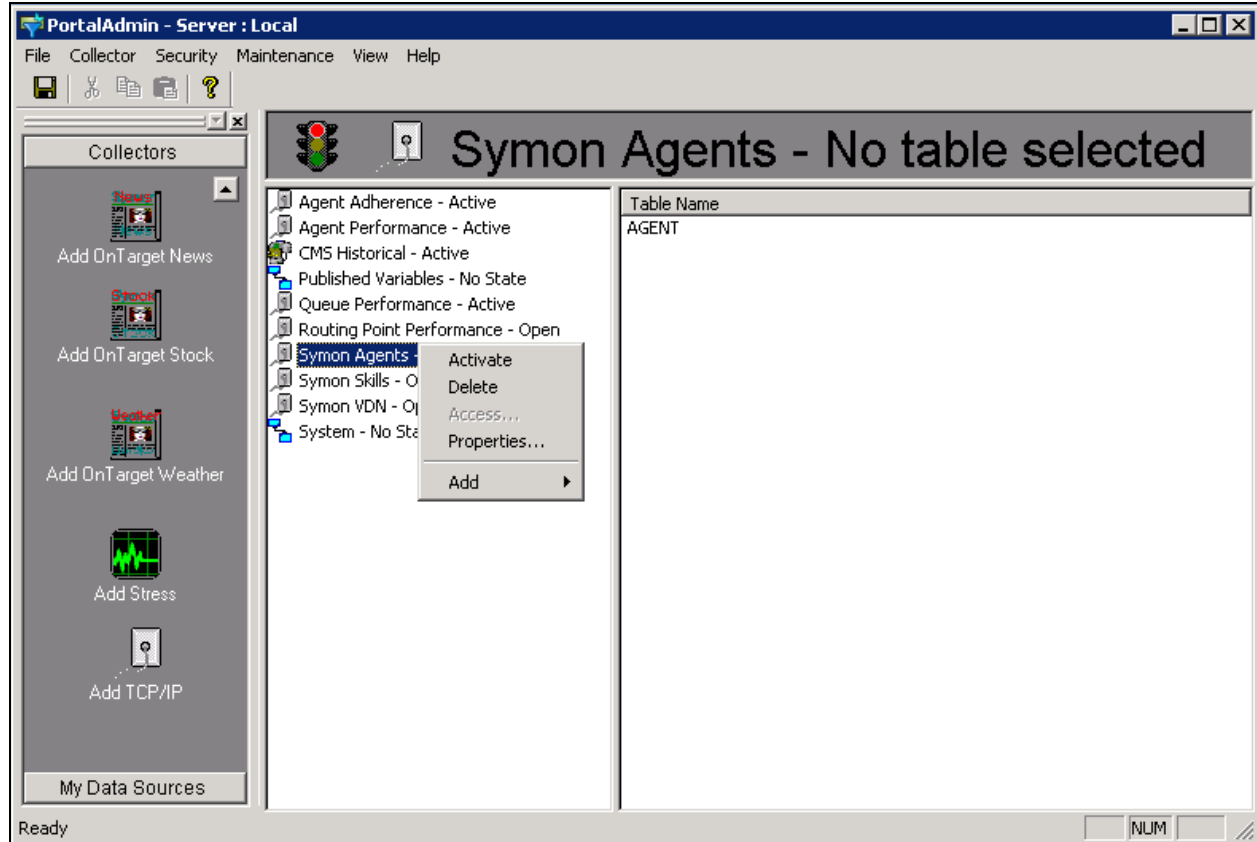 PortalAdmin - Server : Local
File Collector Security Maintenance View Help
Collectors
Symon Agents - No table selected
News
Add OnTarget News
Stock
Add OnTarget Stock
Weather
Add OnTarget Weather
Add Stress
Add TCP/IP
My Data Sources
Agent Adherence - Active
Agent Performance - Active
CMS Historical - Active
Published Variables - No State
Queue Performance - Active
Routing Point Performance - Open
Symon Agents -
Symon Skills - O
Symon VDN - Op
System - No Sta
Activate
Delete
Access...
Properties...
Add
Table Name
AGENT
Ready
NUM